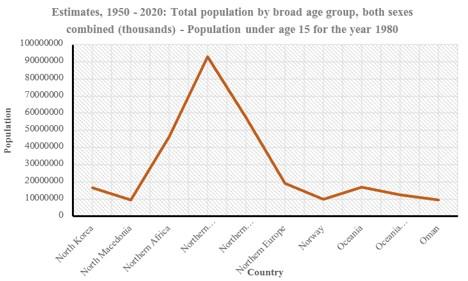 Estimates, 1950 - 2020: Total population by broad age group, both sexes
combined (thousands) - Population under age 15 for the year 1980
100000000
90000000
80000000
70000000
60000000
50000000
40000000
30000000
20000000
10000000
0
Population
North Korea
North Macedonia
Northern Africa
Northern...
Northern...
Northern Europe
Norway
Oceania
Oceania...
Oman
Country